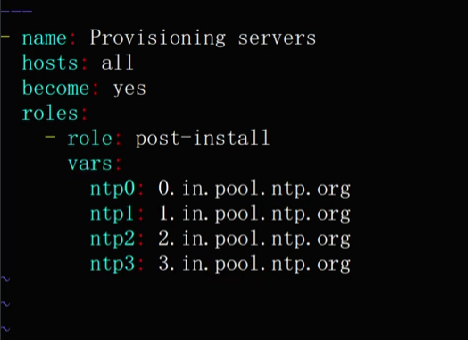 ---
- name: Provisioning servers
  hosts: all
  become: yes
  roles:
    - role: post-install
      vars:
        ntp0: 0.in.pool.ntp.org
        ntp1: 1.in.pool.ntp.org
        ntp2: 2.in.pool.ntp.org
        ntp3: 3.in.pool.ntp.org
~
~
~